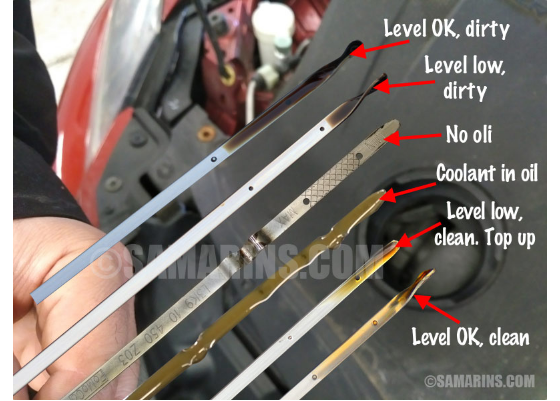 Level OK, dirty
Level low,
dirty
No oli
Coolant in oil
Level low,
clean. Top up
Level OK, clean
©SAMARINS.COM
©SAMARINS.COM